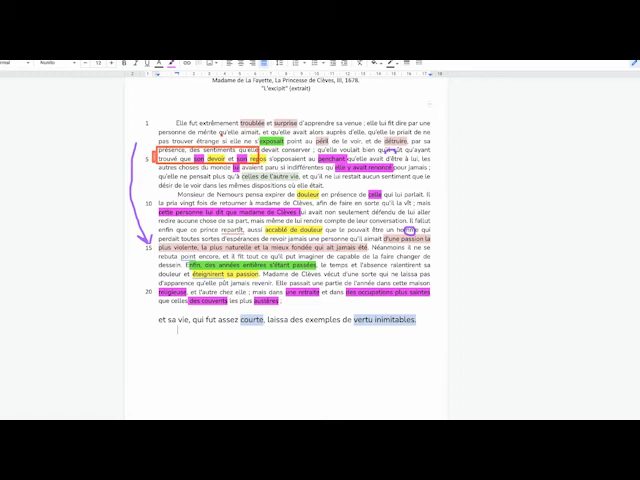 Normal
Nunito
12
Madame de La Fayette, La Princesse de Clèves, III, 1678.
"L'excipit" (extrait)
1 Elle fut extrêmement troublée et surprise d'apprendre sa venue ; elle lui fit dire par une
personne de mérite qu'elle aimait, et qu'elle avait alors auprès d'elle, qu'elle le priait de ne
pas trouver étrange si elle ne s'exposait point au péril de le voir, et de détruire, par sa
présence, des sentiments qu'elle devait conserver ; qu'elle voulait bien qu'il sût qu'ayant
5 trouvé que son devoir et son repos s'opposaient au penchant qu'elle avait d'être à lui, les
autres choses du monde lui avaient paru si indifférentes qu'elle y avait renoncé pour jamais ;
qu'elle ne pensait plus qu'à celles de l'autre vie, et qu'il ne lui restait aucun sentiment que le
désir de le voir dans les mêmes dispositions où elle était.
Monsieur de Nemours pensa expirer de douleur en présence de celle qui lui parlait. Il
10 la pria vingt fois de retourner à madame de Clèves, afin de faire en sorte qu'il la vît ; mais
cette personne lui dit que madame de Clèves lui avait non seulement défendu de lui aller
redire aucune chose de sa part, mais même de lui rendre compte de leur conversation. Il fallut
enfin que ce prince repartît, aussi accablé de douleur que le pouvait être un homme qui
perdait toutes sortes d'espérances de revoir jamais une personne qu'il aimait d'une passion la
15 plus violente, la plus naturelle et la mieux fondée qui ait jamais été. Néanmoins il ne se
rebuta point encore, et il fit tout ce qu'il put imaginer de capable de la faire changer de
dessein. Enfin, des années entières s'étant passées, le temps et l'absence ralentirent sa
douleur et éteignirent sa passion. Madame de Clèves vécut d'une sorte qui ne laissa pas
d'apparence qu'elle pût jamais revenir. Elle passait une partie de l'année dans cette maison
20 religieuse, et l'autre chez elle ; mais dans une retraite et dans des occupations plus saintes
que celles des couvents les plus austères ;
et sa vie, qui fut assez courte, laissa des exemples de vertu inimitables.